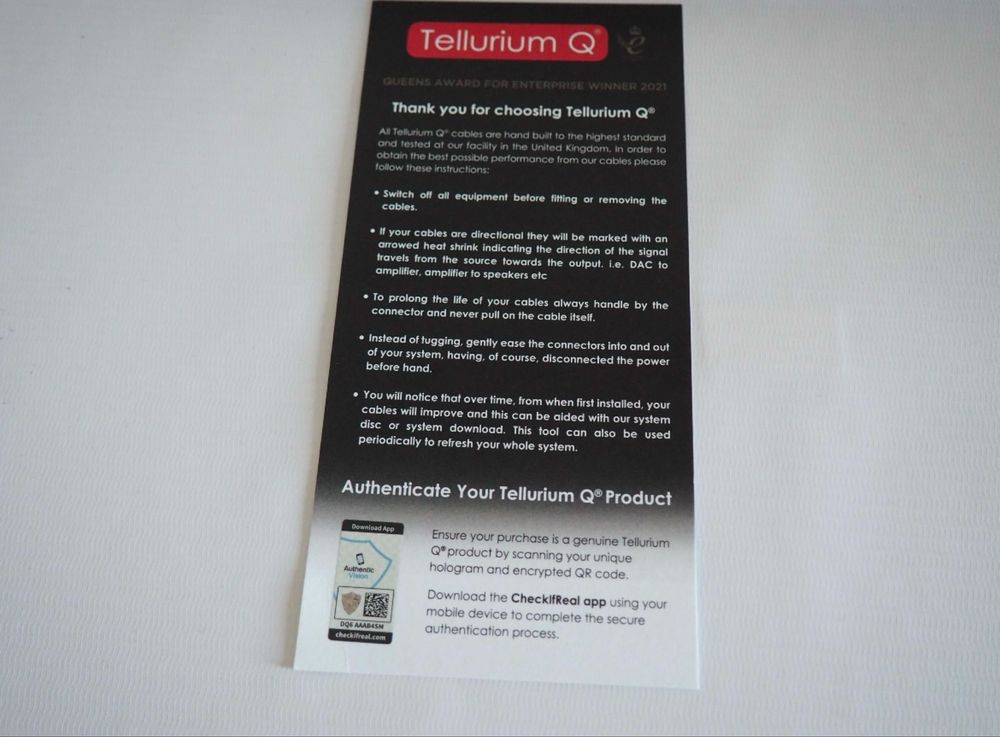 Tellurium Q®
QUEENS AWARD FOR ENTERPRISE WINNER 2021
Thank you for choosing Tellurium Q®
All Tellurium Q® cables are hand built to the highest standard
and tested at our facility in the United Kingdom. In order to
obtain the best possible performance from our cables please
follow these instructions:
• Switch off all equipment before fitting or removing the
cables.
• If your cables are directional they will be marked with an
arrowed heat shrink indicating the direction of the signal
travels from the source towards the output. i.e. DAC to
amplifier, amplifier to speakers etc
• To prolong the life of your cables always handle by the
connector and never pull on the cable itself.
• Instead of tugging, gently ease the connectors into and out
of your system, having, of course, disconnected the power
before hand.
• You will notice that over time, from when first installed, your
cables will improve and this can be aided with our system
disc or system download. This tool can also be used
periodically to refresh your whole system.
Authenticate Your Tellurium Q® Product
Download App
Authentic
Vision
DQ6 AAAB4SM
checkifreal.com
Ensure your purchase is a genuine Tellurium
Q® product by scanning your unique
hologram and encrypted QR code.
Download the CheckIfReal app using your
mobile device to complete the secure
authentication process.